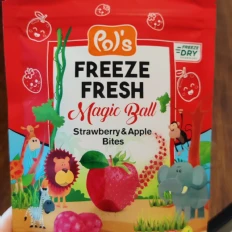 Pol's
FREEZE
DRY
FREEZE
FRESH
Magic Ball
Strawberry & Apple
Bites